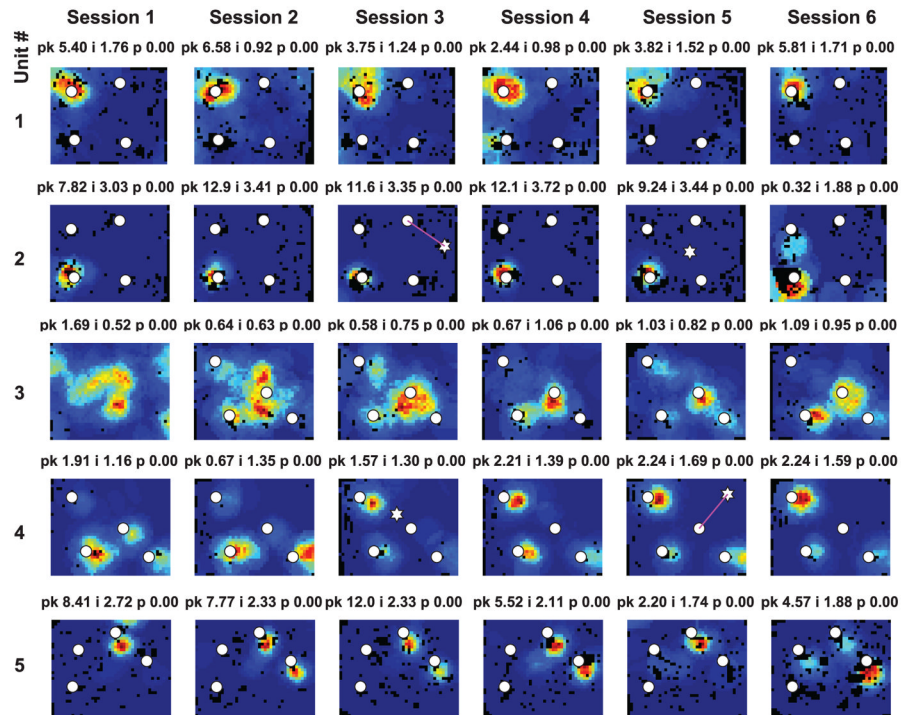 Session 1 Session 2 Session 3 Session 4 Session 5 Session 6
Unit #
pk 5.40 i 1.76 p 0.00 pk 6.58 i 0.92 p 0.00 pk 3.75 i 1.24 p 0.00 pk 2.44 i 0.98 p 0.00 pk 3.82 i 1.52 p 0.00 pk 5.81 i 1.71 p 0.00
1
pk 7.82 i 3.03 p 0.00 pk 12.9 i 3.41 p 0.00 pk 11.6 i 3.35 p 0.00 pk 12.1 i 3.72 p 0.00 pk 9.24 i 3.44 p 0.00 pk 0.32 i 1.88 p 0.00
2
pk 1.69 i 0.52 p 0.00 pk 0.64 i 0.63 p 0.00 pk 0.58 i 0.75 p 0.00 pk 0.67 i 1.06 p 0.00 pk 1.03 i 0.82 p 0.00 pk 1.09 i 0.95 p 0.00
3
pk 1.91 i 1.16 p 0.00 pk 0.67 i 1.35 p 0.00 pk 1.57 i 1.30 p 0.00 pk 2.21 i 1.39 p 0.00 pk 2.24 i 1.69 p 0.00 pk 2.24 i 1.59 p 0.00
4
pk 8.41 i 2.72 p 0.00 pk 7.77 i 2.33 p 0.00 pk 12.0 i 2.33 p 0.00 pk 5.52 i 2.11 p 0.00 pk 2.20 i 1.74 p 0.00 pk 4.57 i 1.88 p 0.00
5